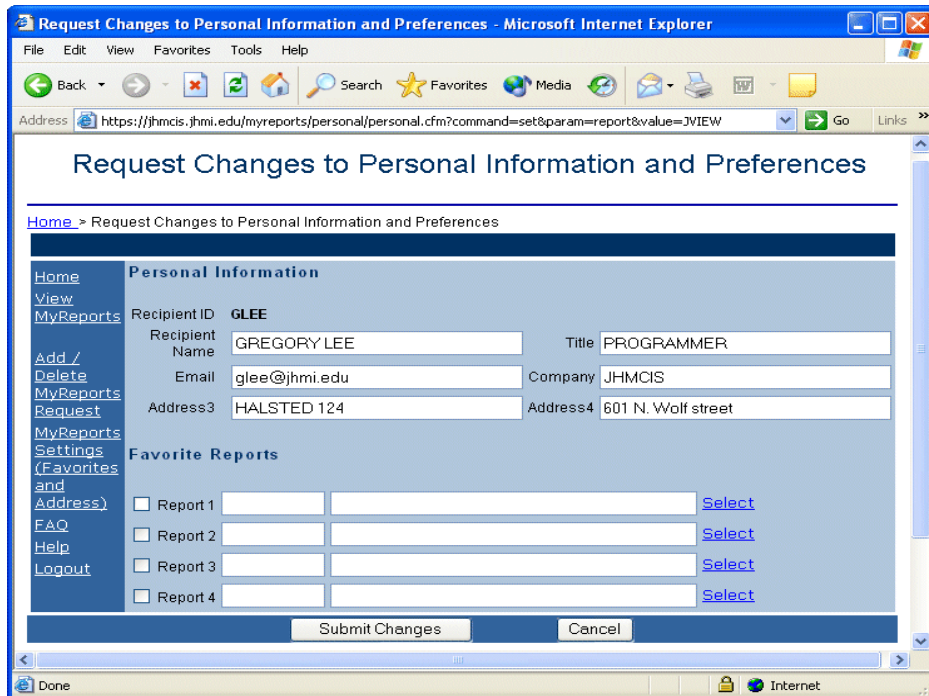 Request Changes to Personal Information and Preferences - Microsoft Internet Explorer
File Edit View Favorites Tools Help
Back Search Favorites Media
Address https://jhmcis.jhmi.edu/myreports/personal/personal.cfm?command=set&param=report&value=JVIEW Go Links »
Request Changes to Personal Information and Preferences
Home > Request Changes to Personal Information and Preferences
Home
View
MyReports
Add /
Delete
MyReports
Request
MyReports
Settings
(Favorites
and
Address)
FAQ
Help
Logout
Personal Information
Recipient ID GLEE
Recipient
Name GREGORY LEE Title PROGRAMMER
Email glee@jhmi.edu Company JHMCIS
Address3 HALSTED 124 Address4 601 N. Wolf street
Favorite Reports
Report 1 Select
Report 2 Select
Report 3 Select
Report 4 Select
Submit Changes Cancel
Done Internet